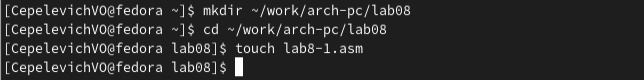 [CepelevichVO@fedora ~]$ mkdir ~/work/arch-pc/lab08
[CepelevichVO@fedora ~]$ cd ~/work/arch-pc/lab08
[CepelevichVO@fedora lab08]$ touch lab8-1.asm
[CepelevichVO@fedora lab08]$